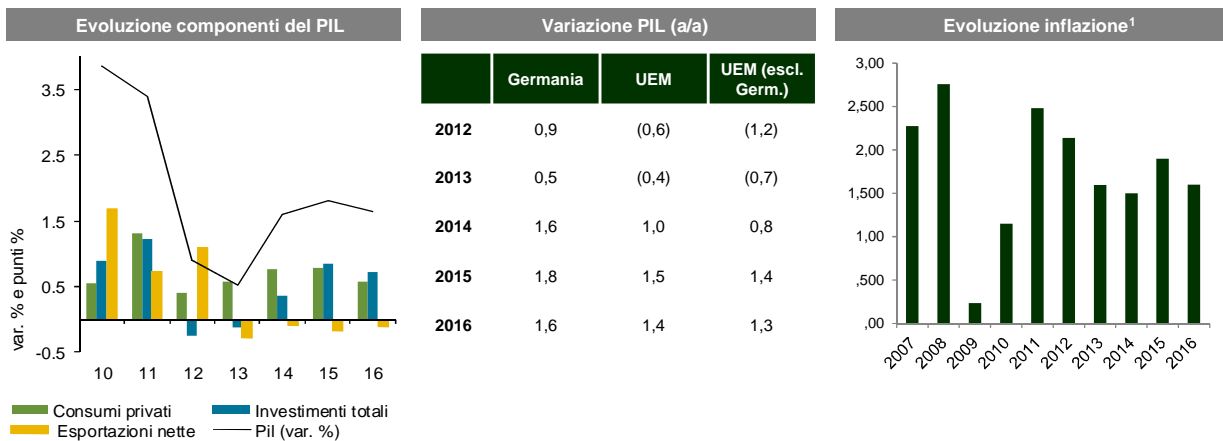 Evoluzione componenti del PIL
var. % e punti %
3.5
2.5
1.5
0.5
-0.5
10 11 12 13 14 15 16
Consumi privati Investimenti totali
Esportazioni nette Pil (var. %)
Variazione PIL (a/a)
Germania UEM UEM (escl. Germ.)
2012 0,9 (0,6) (1,2)
2013 0,5 (0,4) (0,7)
2014 1,6 1,0 0,8
2015 1,8 1,5 1,4
2016 1,6 1,4 1,3
Evoluzione inflazione¹
3,00
2,500
2,00
1,500
1,00
,500
,00
2007 2008 2009 2010 2011 2012 2013 2014 2015 2016